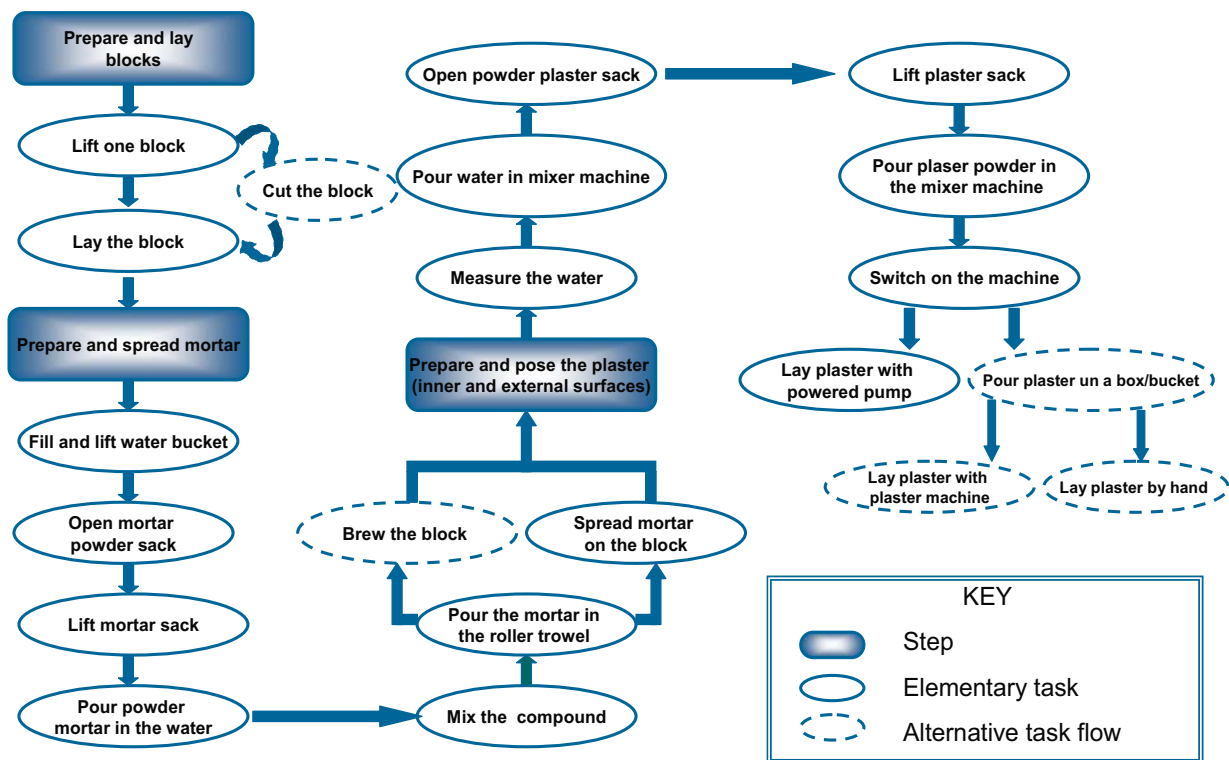 Prepare and lay
blocks
Lift one block
Cut the block
Lay the block
Prepare and spread mortar
Fill and lift water bucket
Open mortar
powder sack
Lift mortar sack
Pour powder
mortar in the water
Mix the compound
Pour the mortar in
the roller trowel
Brew the block
Spread mortar
on the block
Prepare and pose the plaster
(inner and external surfaces)
Measure the water
Pour water in mixer machine
Open powder plaster sack
Lift plaster sack
Pour plaser powder in
the mixer machine
Switch on the machine
Lay plaster with
powered pump
Pour plaster un a box/bucket
Lay plaster with
plaster machine
Lay plaster by hand
KEY
Step
Elementary task
Alternative task flow